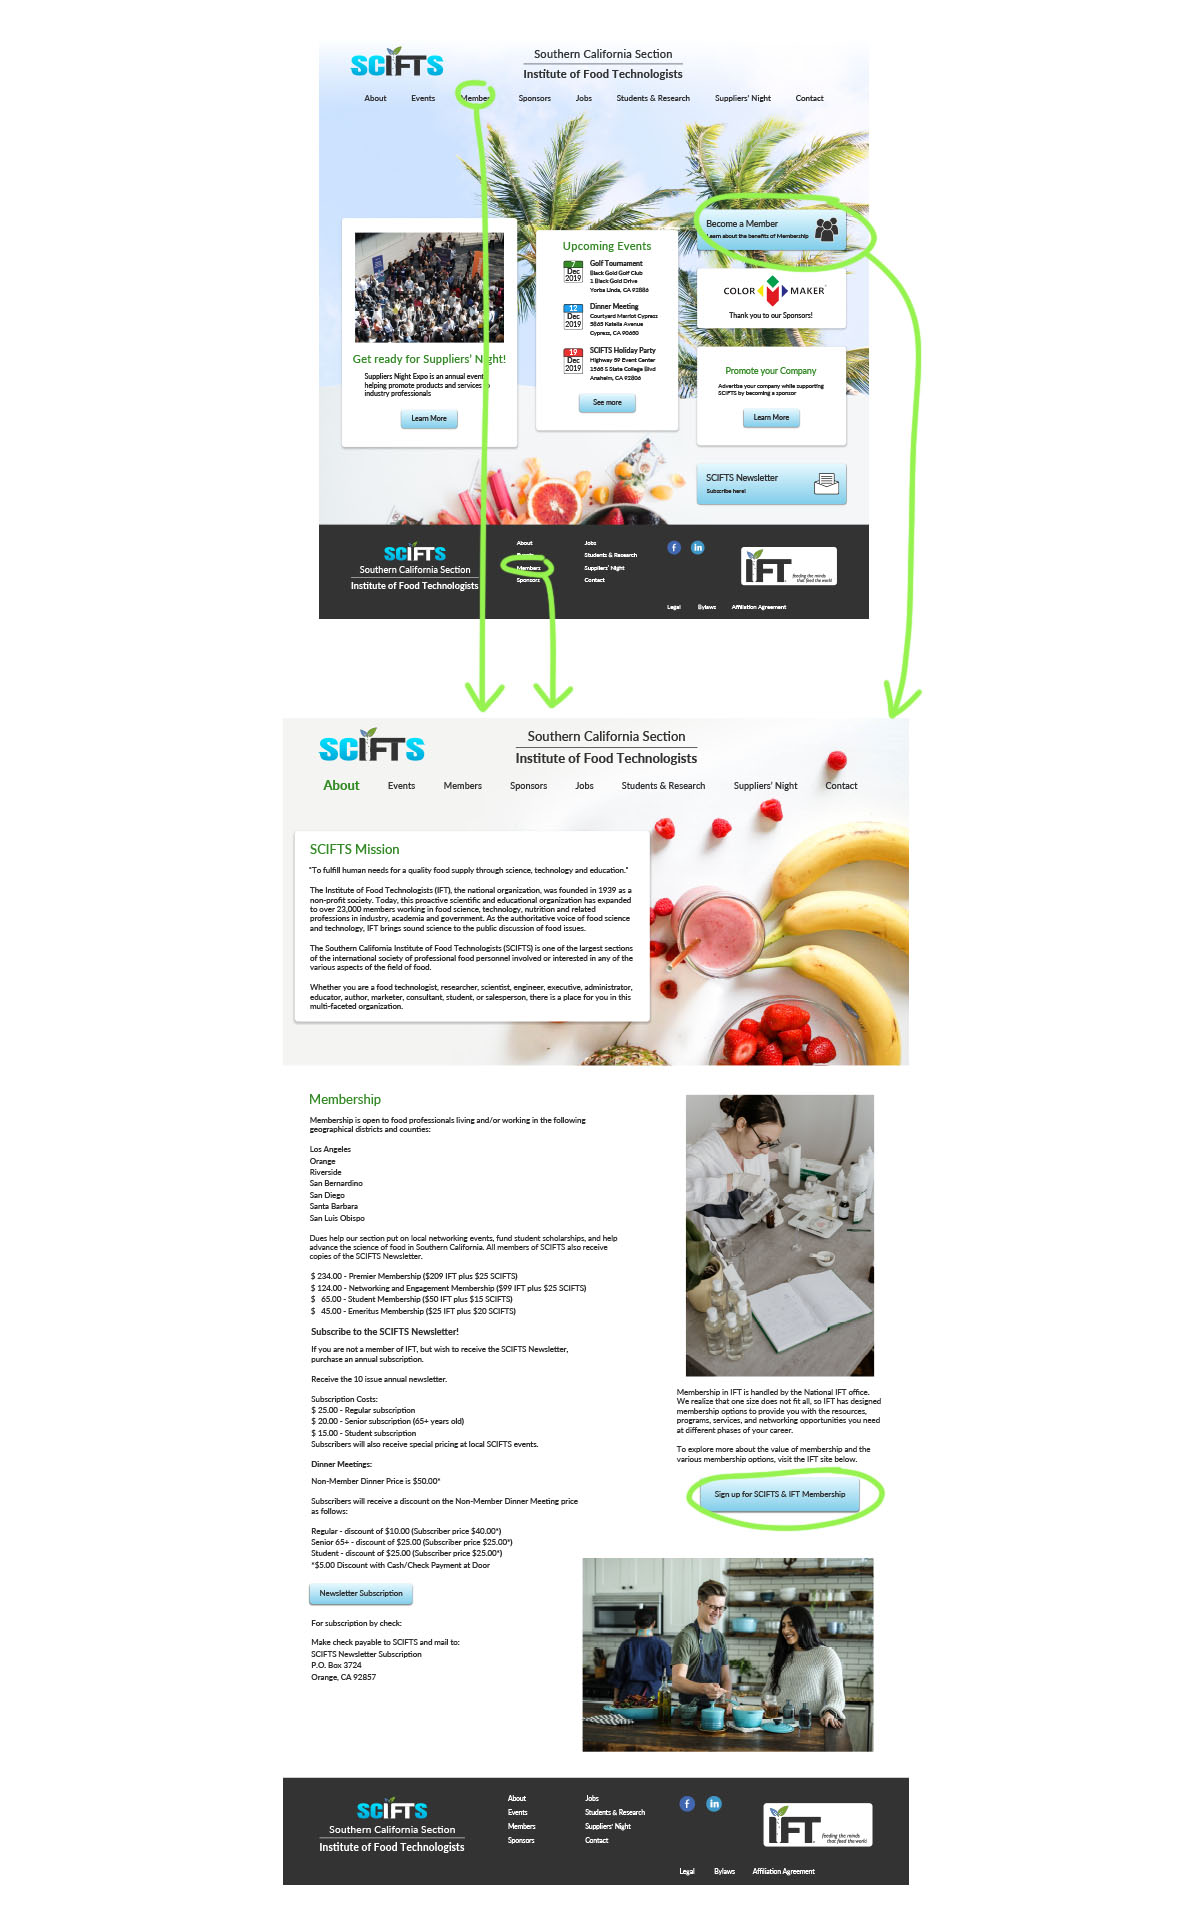 SCIFTS
Southern California Section
Institute of Food Technologists
About Events Members Sponsors Jobs Students & Research Suppliers' Night Contact
Become a Member
Learn about the benefits of Membership
Get ready for Suppliers' Night!
Suppliers Night Expo is an annual event
helping promote products and services to
industry professionals
Learn More
Upcoming Events
7
Dec
2019
Golf Tournament
Black Gold Golf Club
1 Black Gold Drive
Yorba Linda, CA 92886
12
Dec
2019
Dinner Meeting
Courtyard Marriot Cypress
5865 Katella Avenue
Cypress, CA 90630
19
Dec
2019
SCIFTS Holiday Party
Highway 39 Event Center
1565 S State College Blvd
Anaheim, CA 92806
See more
COLOR MAKER
Thank you to our Sponsors!
Promote your Company
Advertise your company while supporting
SCIFTS by becoming a sponsor
Learn More
SCIFTS Newsletter
Subscribe here!
SCIFTS
Southern California Section
Institute of Food Technologists
About
Events
Members
Sponsors
Jobs
Students & Research
Suppliers' Night
Contact
f in
IFT
feeding the minds
that feed the world
Legal Bylaws Affiliation Agreement
SCIFTS
Southern California Section
Institute of Food Technologists
About Events Members Sponsors Jobs Students & Research Suppliers' Night Contact
SCIFTS Mission
"To fulfill human needs for a quality food supply through science, technology and education."
The Institute of Food Technologists (IFT), the national organization, was founded in 1939 as a
non-profit society. Today, this proactive scientific and educational organization has expanded
to over 23,000 members working in food science, technology, nutrition and related
professions in industry, academia and government. As the authoritative voice of food science
and technology, IFT brings sound science to the public discussion of food issues.
The Southern California Institute of Food Technologists (SCIFTS) is one of the largest sections
of the international society of professional food personnel involved or interested in any of the
various aspects of the field of food.
Whether you are a food technologist, researcher, scientist, engineer, executive, administrator,
educator, author, marketer, consultant, student, or salesperson, there is a place for you in this
multi-faceted organization.
Membership
Membership is open to food professionals living and/or working in the following
geographical districts and counties:
Los Angeles
Orange
Riverside
San Bernardino
San Diego
Santa Barbara
San Luis Obispo
Dues help our section put on local networking events, fund student scholarships, and help
advance the science of food in Southern California. All members of SCIFTS also receive
copies of the SCIFTS Newsletter.
$ 234.00 - Premier Membership ($209 IFT plus $25 SCIFTS)
$ 124.00 - Networking and Engagement Membership ($99 IFT plus $25 SCIFTS)
$ 65.00 - Student Membership ($50 IFT plus $15 SCIFTS)
$ 45.00 - Emeritus Membership ($25 IFT plus $20 SCIFTS)
Subscribe to the SCIFTS Newsletter!
If you are not a member of IFT, but wish to receive the SCIFTS Newsletter,
purchase an annual subscription.
Receive the 10 issue annual newsletter.
Subscription Costs:
$ 25.00 - Regular subscription
$ 20.00 - Senior subscription (65+ years old)
$ 15.00 - Student subscription
Subscribers will also receive special pricing at local SCIFTS events.
Dinner Meetings:
Non-Member Dinner Price is $50.00*
Subscribers will receive a discount on the Non-Member Dinner Meeting price
as follows:
Regular - discount of $10.00 (Subscriber price $40.00*)
Senior 65+ - discount of $25.00 (Subscriber price $25.00*)
Student - discount of $25.00 (Subscriber price $25.00*)
*$5.00 Discount with Cash/Check Payment at Door
Newsletter Subscription
For subscription by check:
Make check payable to SCIFTS and mail to:
SCIFTS Newsletter Subscription
P.O. Box 3724
Orange, CA 92857
Membership in IFT is handled by the National IFT office.
We realize that one size does not fit all, so IFT has designed
membership options to provide you with the resources,
programs, services, and networking opportunities you need
at different phases of your career.
To explore more about the value of membership and the
various membership options, visit the IFT site below.
Sign up for SCIFTS & IFT Membership
SCIFTS
Southern California Section
Institute of Food Technologists
About
Events
Members
Sponsors
Jobs
Students & Research
Suppliers' Night
Contact
f in
IFT
feeding the minds
that feed the world
Legal Bylaws Affiliation Agreement